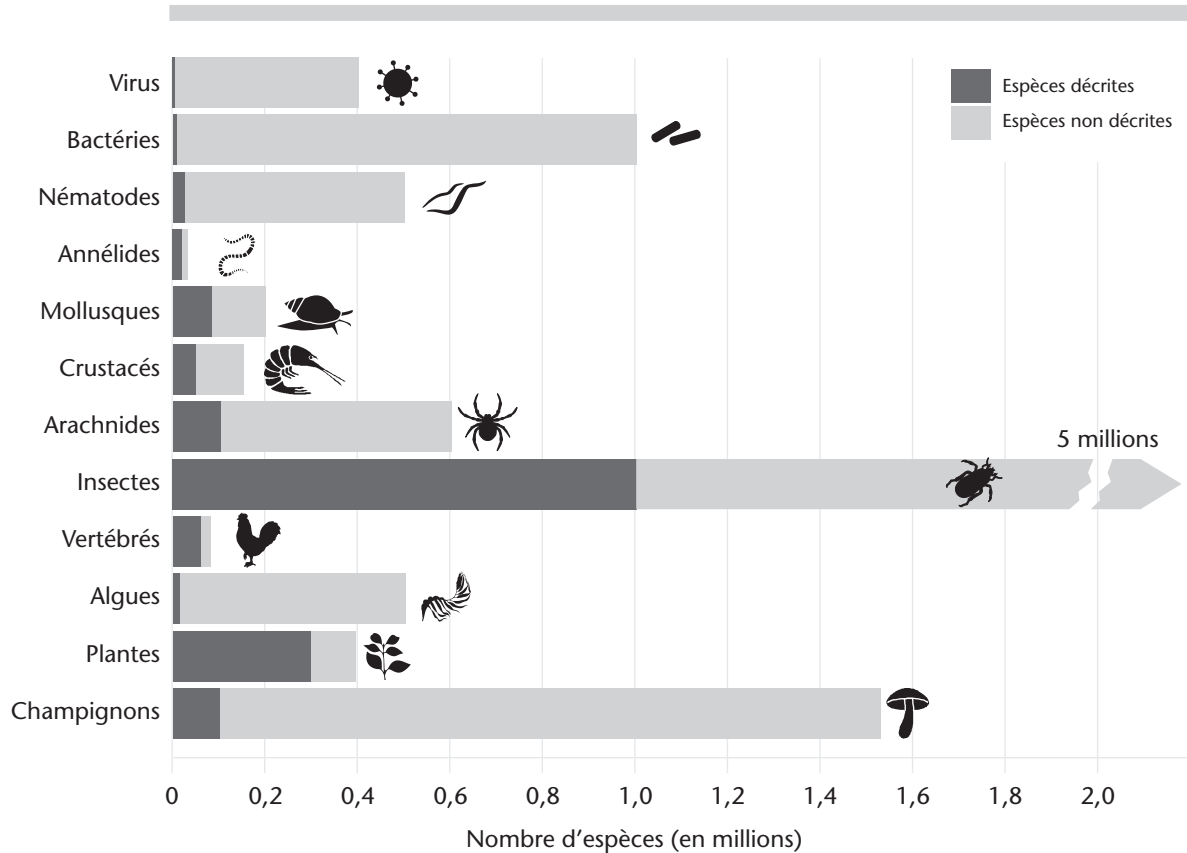 Virus
Bactéries
Nématodes
Annélides
Mollusques
Crustacés
Arachnides
Insectes
Vertébrés
Algues
Plantes
Champignons
Espèces décrites
Espèces non décrites
5 millions
0 0,2 0,4 0,6 0,8 1,0 1,2 1,4 1,6 1,8 2,0
Nombre d’espèces (en millions)